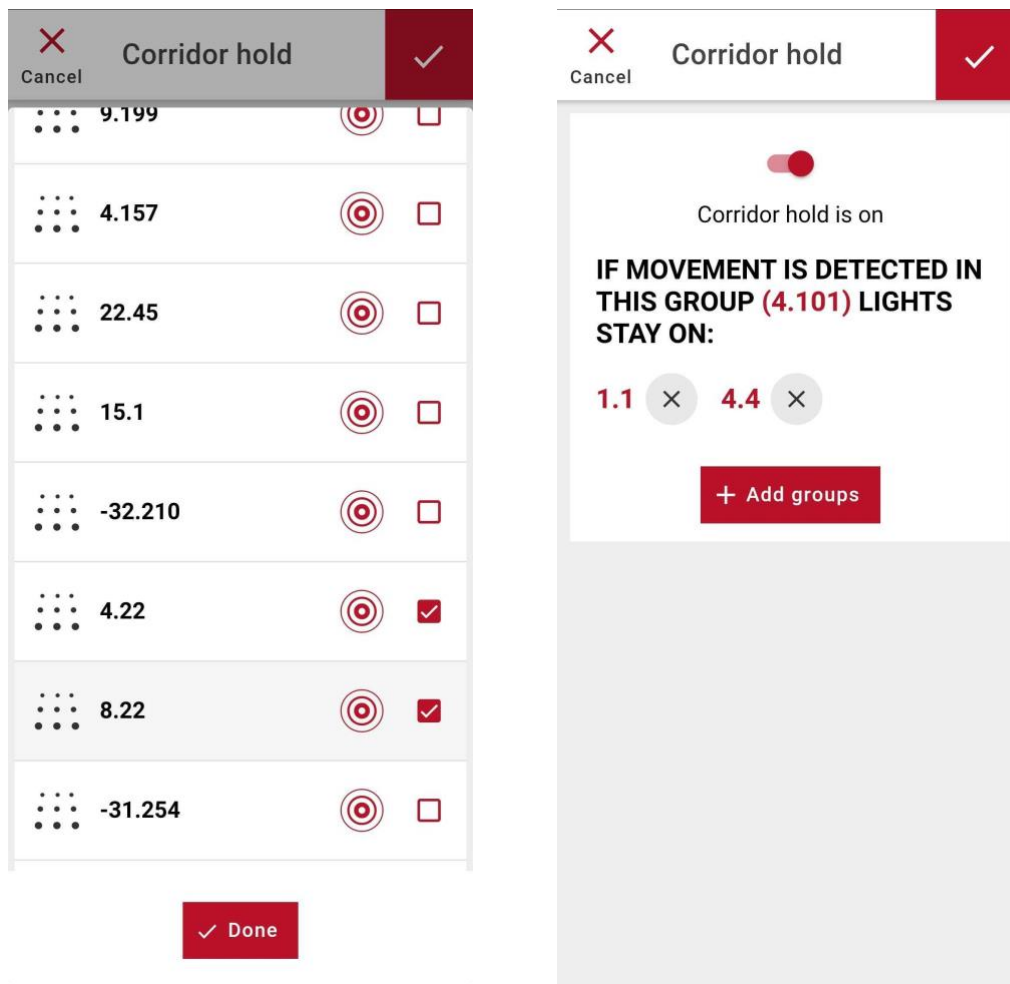 Cancel
Corridor hold
9.199
4.157
22.45
15.1
-32.210
4.22
8.22
-31.254
Done
Cancel
Corridor hold
Corridor hold is on
IF MOVEMENT IS DETECTED IN
THIS GROUP (4.101) LIGHTS
STAY ON:
1.1 4.4
+ Add groups